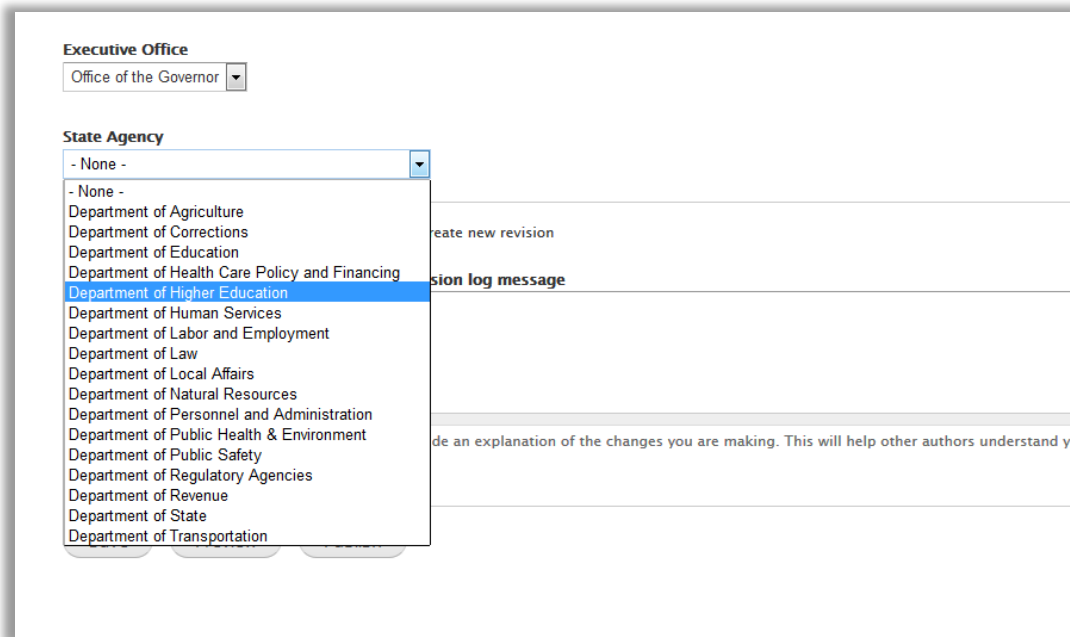 Executive Office
Office of the Governor
State Agency
- None -
- None -
Department of Agriculture
Department of Corrections
Department of Education
Department of Health Care Policy and Financing
Department of Higher Education
Department of Human Services
Department of Labor and Employment
Department of Law
Department of Local Affairs
Department of Natural Resources
Department of Personnel and Administration
Department of Public Health & Environment
Department of Public Safety
Department of Regulatory Agencies
Department of Revenue
Department of State
Department of Transportation
reate new revision
sion log message
de an explanation of the changes you are making. This will help other authors understand y